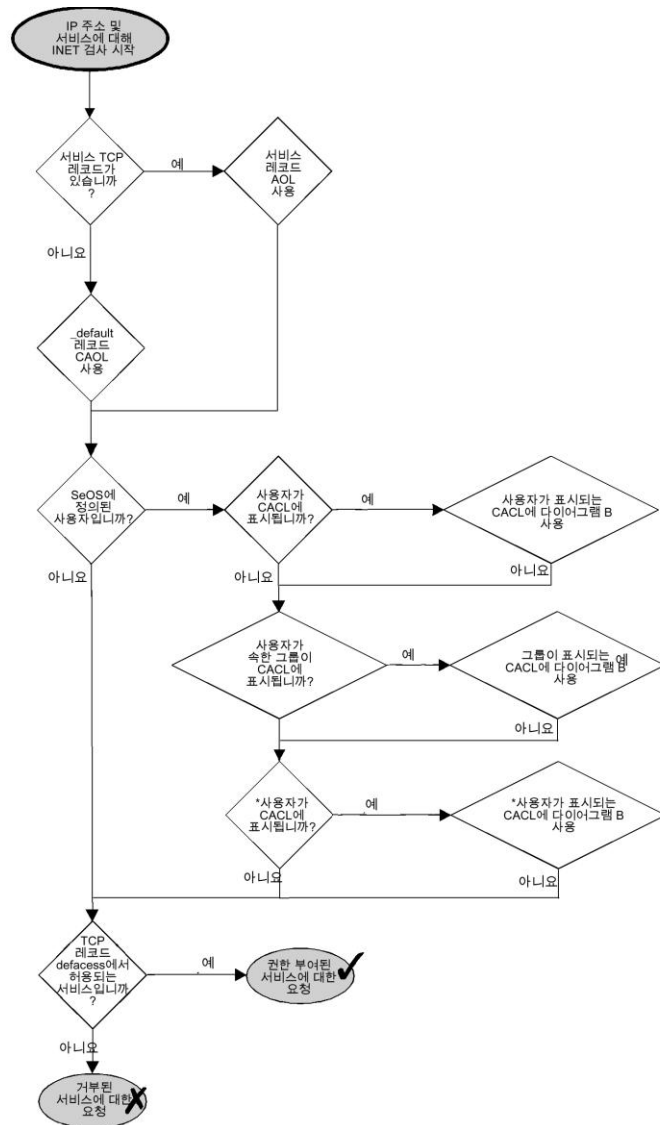 IP 주소 및
서비스에 대해
INET 검사 시작
서비스 TCP
레코드가
있습니까
?
예
서비스
레코드
AOL
사용
아니요
_default
레코드
CAOL
사용
SeOS에
정의된
사용자입니까?
예
사용자가
CACL에
표시됩니까?
예
사용자가 표시되는
CACL에 다이어그램 B
사용
아니요
아니요
아니요
사용자가
속한 그룹이
CACL에
표시됩니까?
예
그룹이 표시되는
CACL에 다이어그램 B
사용
예
아니요
아니요
*사용자가
CACL에
표시됩니까?
예
*사용자가 표시되는
CACL에 다이어그램 B
사용
아니요
아니요
TCP
레코드
defacess에서
허용되는
서비스입니까
?
예
권한 부여된
서비스에 대한
요청
아니요
거부된
서비스에 대한
요청